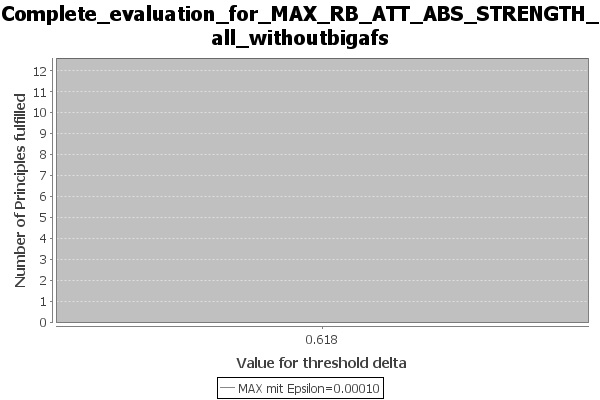 Complete_evaluation_for_MAX_RB_ATT_ABS_STRENGTH_
all_withoutbigafs
Number of Principles fulfilled
12
11
10
9
8
7
6
5
4
3
2
1
0
0.618
Value for threshold delta
MAX mit Epsilon=0.00010